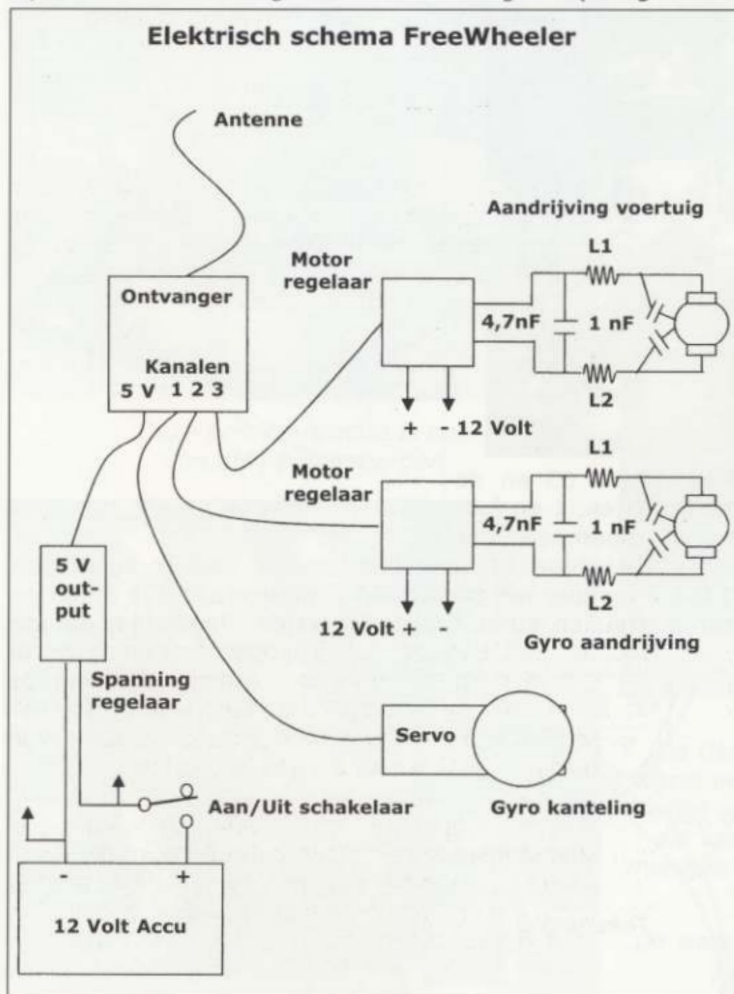 Elektrisch schema FreeWheeler
Antenne
Aandrijving voertuig
L1
Motor
regelaar
Ontvanger
4,7nF
1 nF
Kanalen
5 V 1 2 3
L2
+ - 12 Volt
L1
Motor
regelaar
4,7nF
1 nF
5 V
out-
put
L2
12 Volt + -
Gyro aandrijving
Spanning
regelaar
Servo
Aan/Uit schakelaar
Gyro kanteling
- +
12 Volt Accu